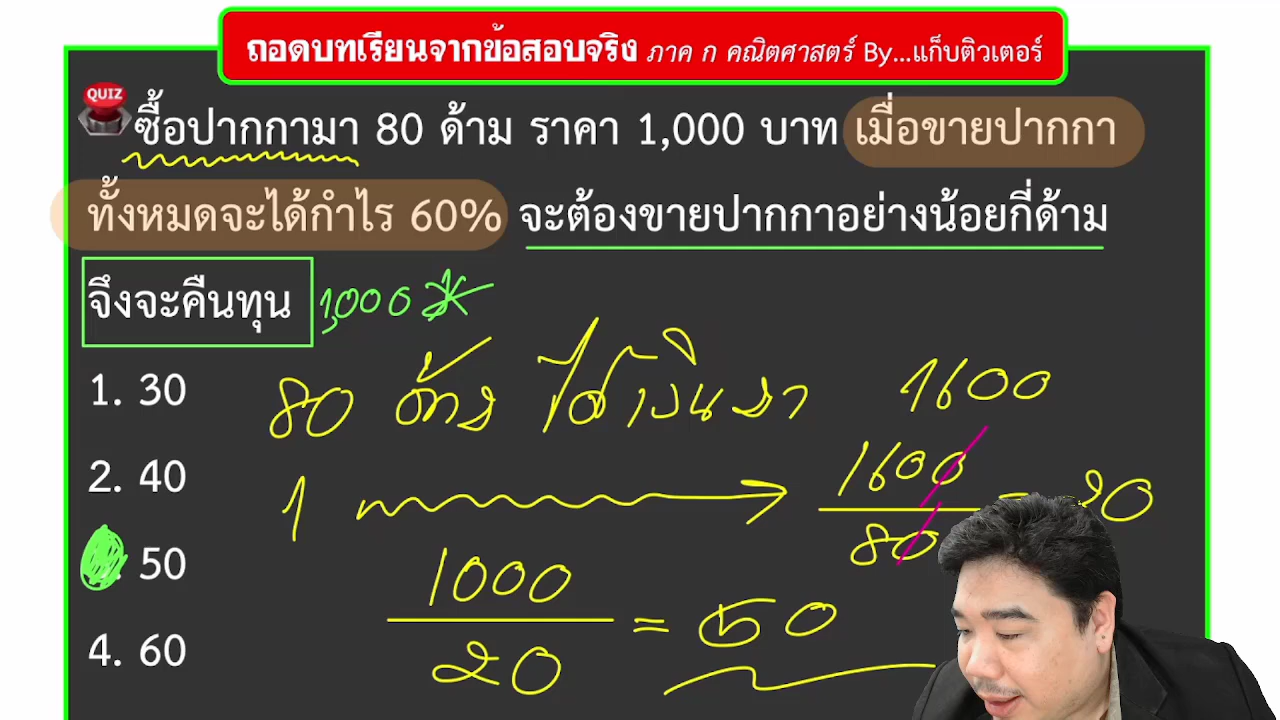 ถอดบทเรียนจากข้อสอบจริง ภาค ก คณิตศาสตร์ By...แก็บติวเตอร์
QUIZ
ซื้อปากกามา 80 ด้าม ราคา 1,000 บาท เมื่อขายปากกา
ทั้งหมดจะได้กำไร 60% จะต้องขายปากกาอย่างน้อยกี่ด้าม
จึงจะคืนทุน 1,000
1. 30
80 ด้าม ได้เงินมา 1600
2. 40
1 1600/80 = 20
50
1000/20 = 50
4. 60